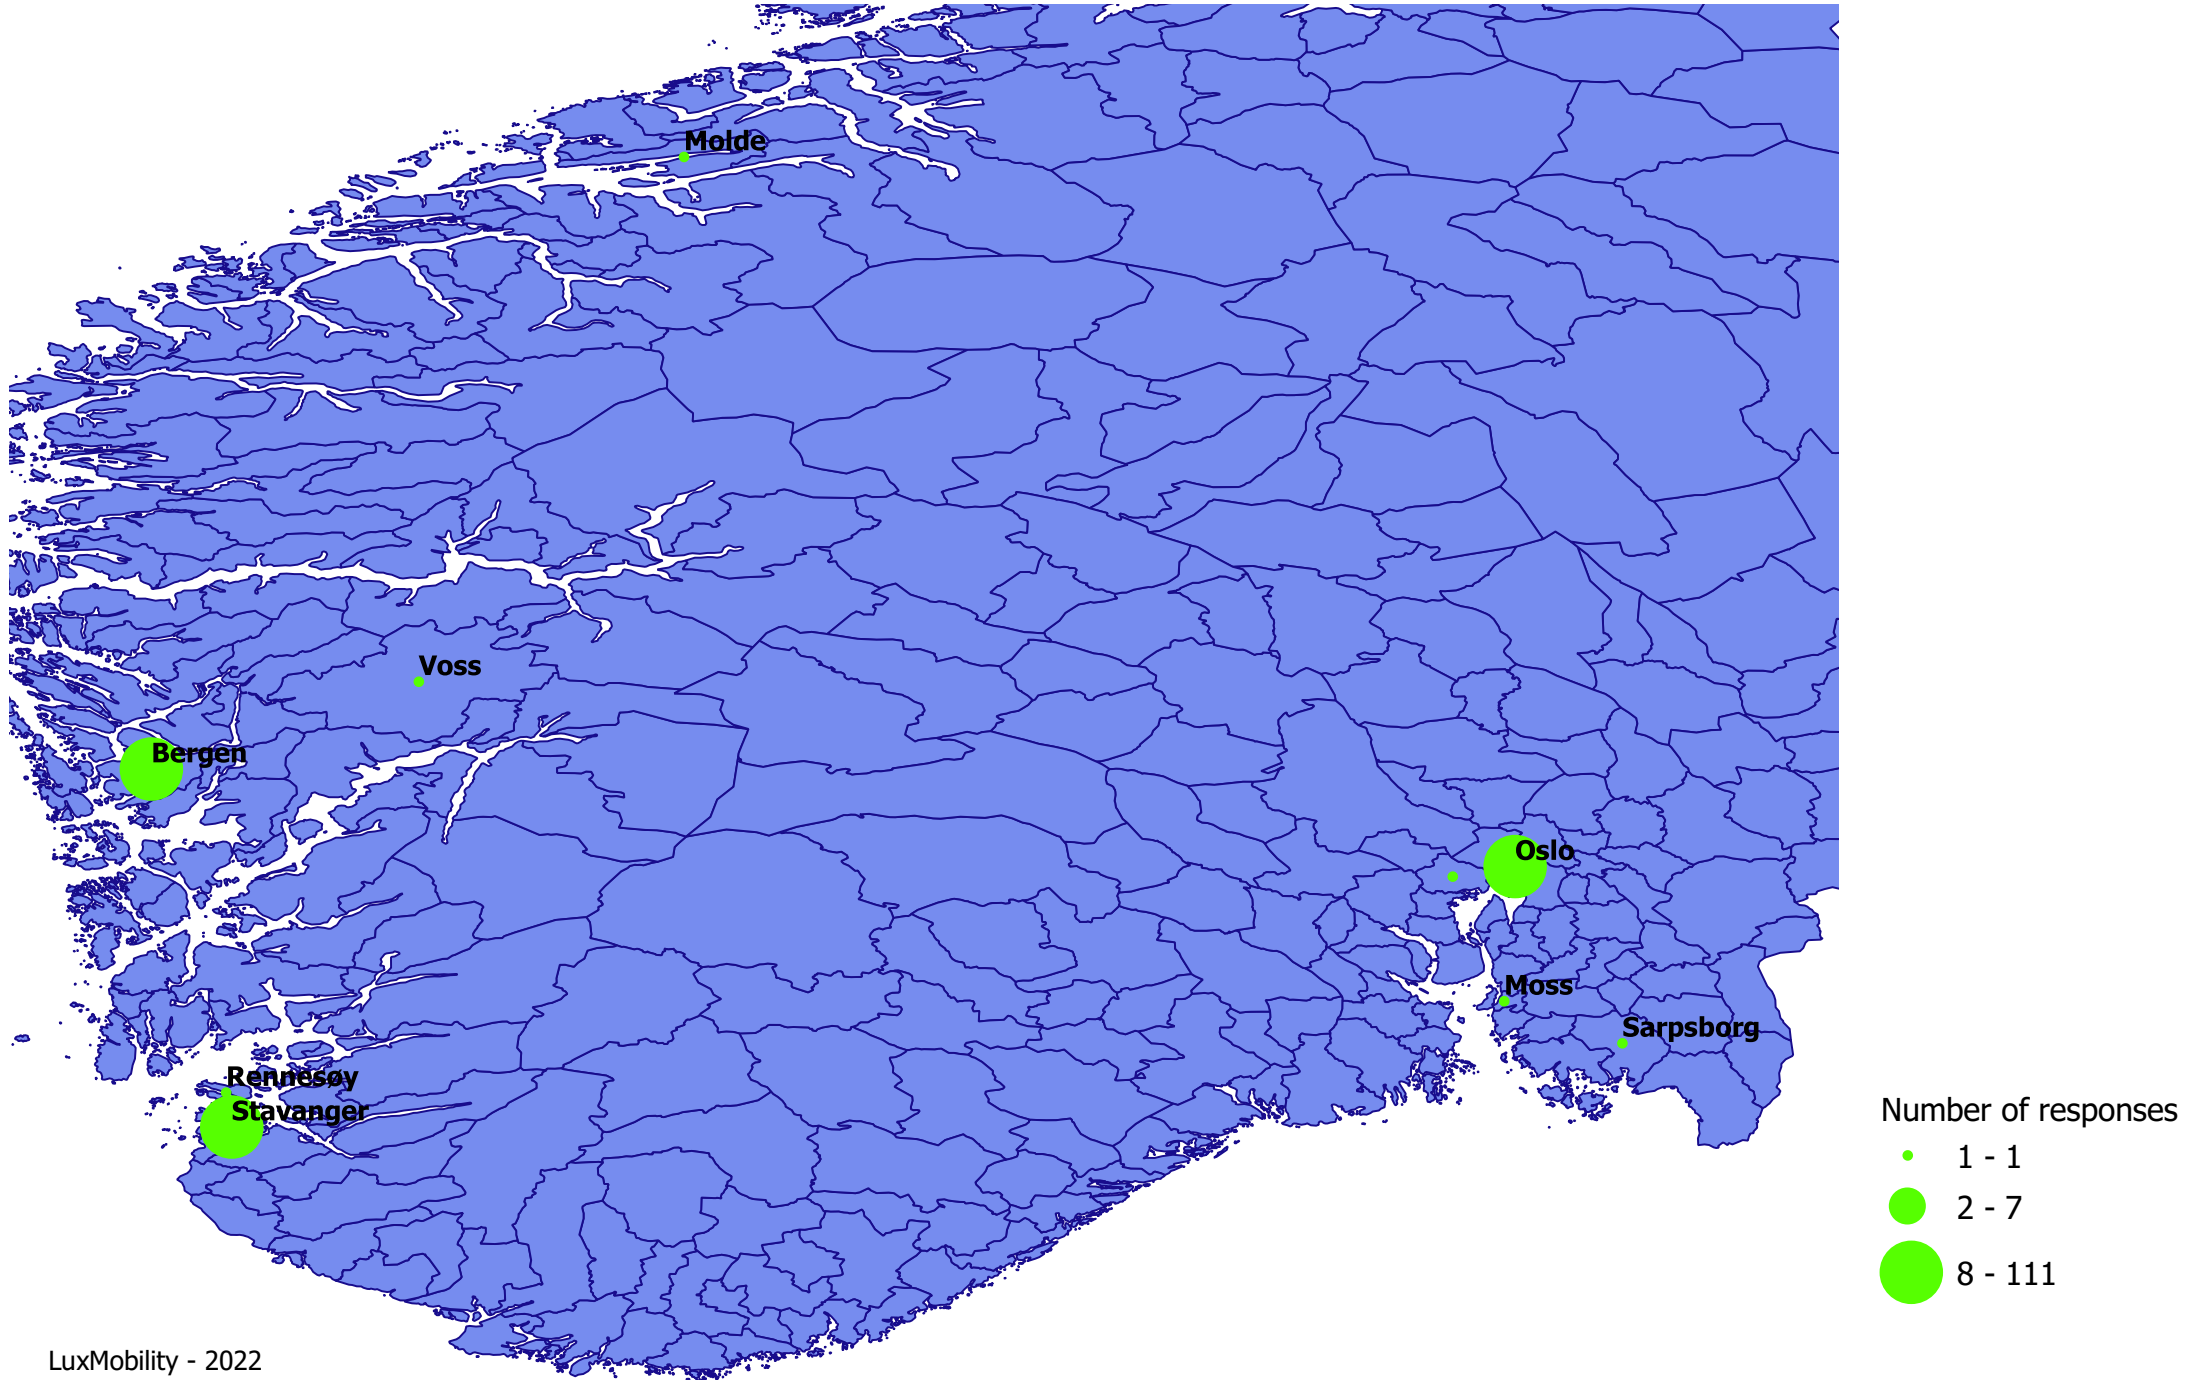 Molde
Voss
Bergen
Oslo
Moss
Sarpsborg
Rennesøy
Stavanger
Number of responses
1 - 1
2 - 7
8 - 111
LuxMobility - 2022